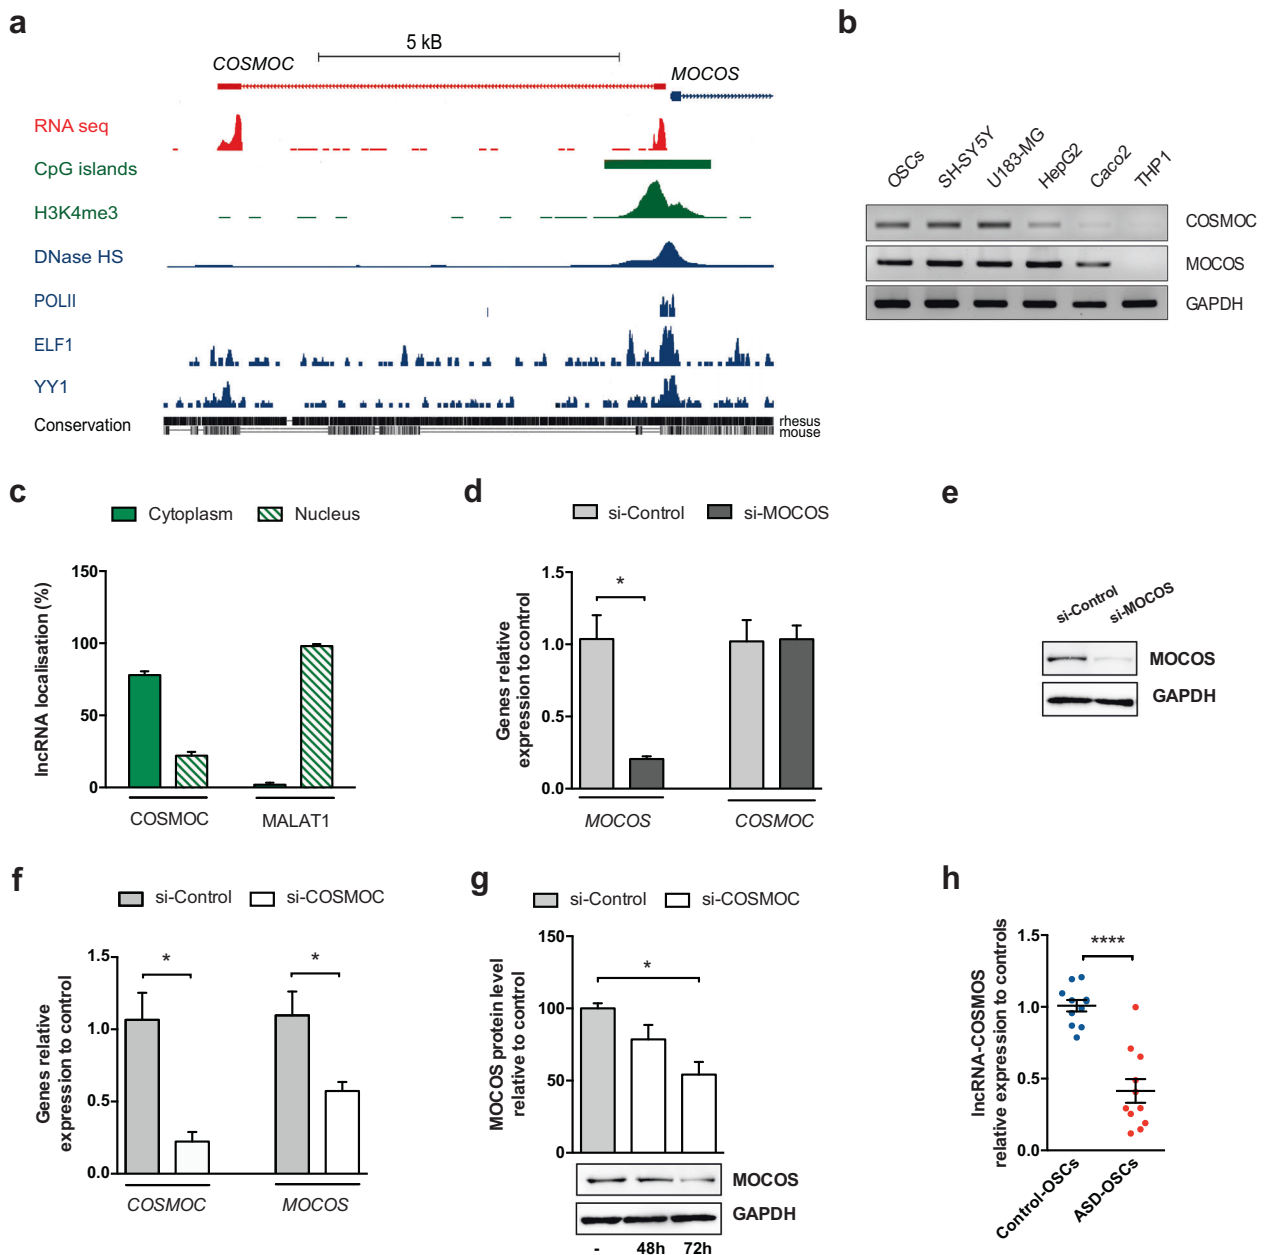 a
5 kB
COSMOC
MOCOS
RNA seq
CpG islands
H3K4me3
DNase HS
POLII
ELF1
YY1
Conservation
rhesus
mouse
b
OSCs
SH-SY5Y
U183-MG
HepG2
Caco2
THP1
COSMOC
MOCOS
GAPDH
c
Cytoplasm
Nucleus
lncRNA localisation (%)
150
100
50
0
COSMOC
MALAT1
d
si-Control
si-MOCOS
Genes relative
expression to control
1.5
1.0
0.5
0.0
*
MOCOS
COSMOC
e
si-Control
si-MOCOS
MOCOS
GAPDH
f
si-Control
si-COSMOC
Genes relative
expression to control
1.5
1.0
0.5
0.0
*
*
COSMOC
MOCOS
g
si-Control
si-COSMOC
MOCOS protein level
relative to control
150
100
50
0
*
MOCOS
GAPDH
-
48h
72h
h
lncRNA-COSMOS
relative expression to controls
1.5
1.0
0.5
0.0
****
Control-OSCs
ASD-OSCs